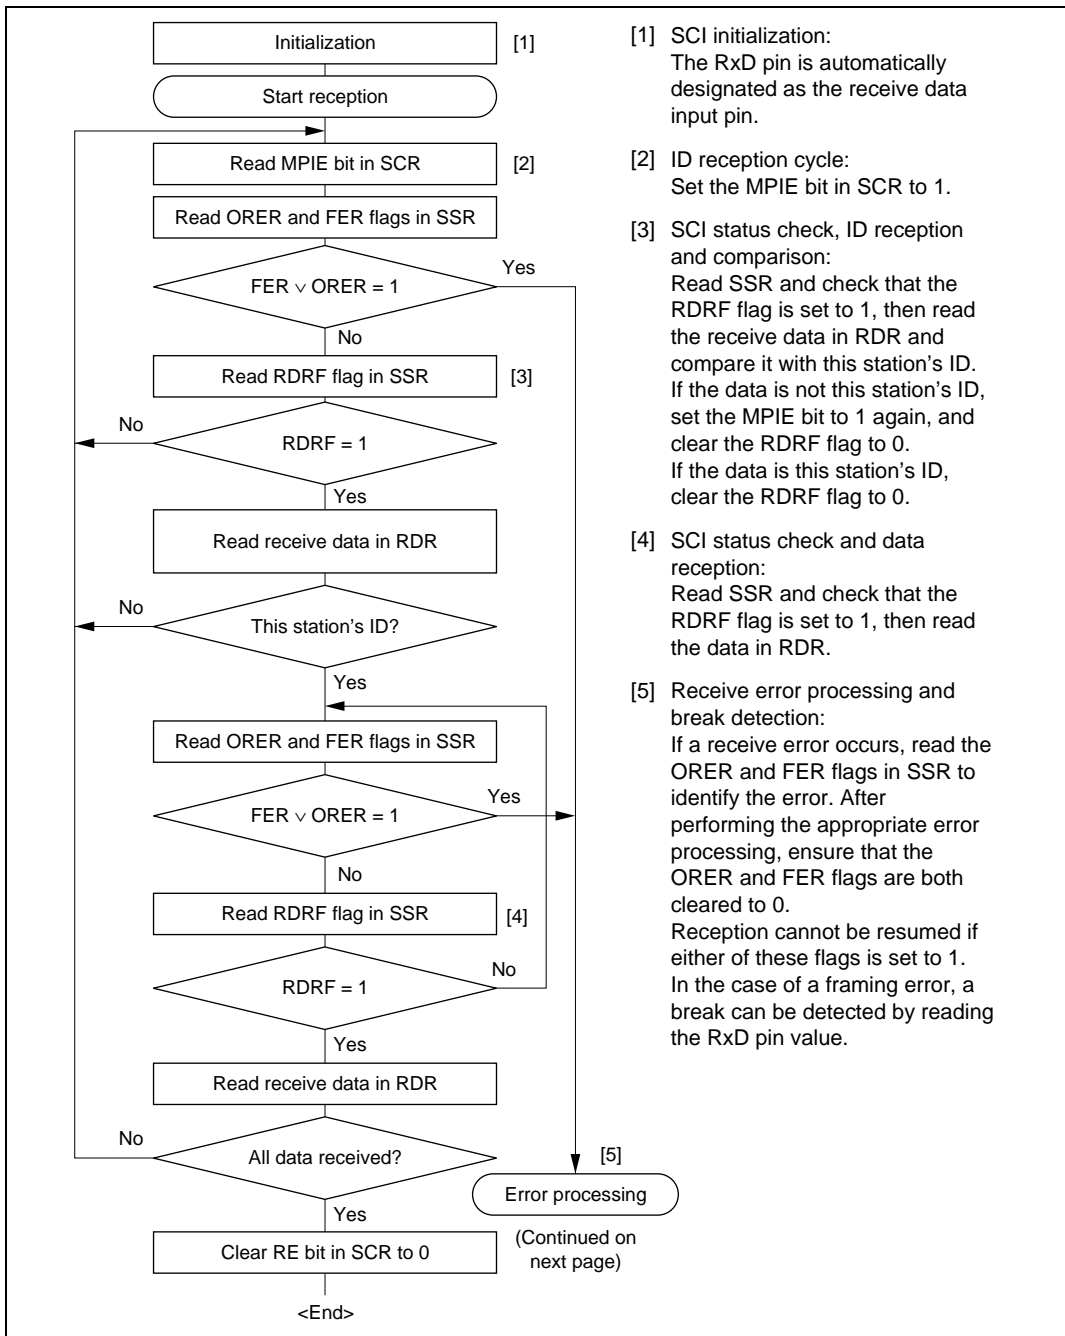 Initialization
[1]
Start reception
Read MPIE bit in SCR
[2]
Read ORER and FER flags in SSR
FER ∨ ORER = 1
Yes
No
Read RDRF flag in SSR
[3]
RDRF = 1
No
Yes
Read receive data in RDR
No
This station's ID?
Yes
Read ORER and FER flags in SSR
FER ∨ ORER = 1
Yes
No
Read RDRF flag in SSR
[4]
RDRF = 1
No
Yes
Read receive data in RDR
No
All data received?
Yes
Clear RE bit in SCR to 0
<End>
[5]
Error processing
(Continued on
next page)
[1] SCI initialization:
The RxD pin is automatically
designated as the receive data
input pin.
[2] ID reception cycle:
Set the MPIE bit in SCR to 1.
[3] SCI status check, ID reception
and comparison:
Read SSR and check that the
RDRF flag is set to 1, then read
the receive data in RDR and
compare it with this station's ID.
If the data is not this station's ID,
set the MPIE bit to 1 again, and
clear the RDRF flag to 0.
If the data is this station's ID,
clear the RDRF flag to 0.
[4] SCI status check and data
reception:
Read SSR and check that the
RDRF flag is set to 1, then read
the data in RDR.
[5] Receive error processing and
break detection:
If a receive error occurs, read the
ORER and FER flags in SSR to
identify the error. After
performing the appropriate error
processing, ensure that the
ORER and FER flags are both
cleared to 0.
Reception cannot be resumed if
either of these flags is set to 1.
In the case of a framing error, a
break can be detected by reading
the RxD pin value.